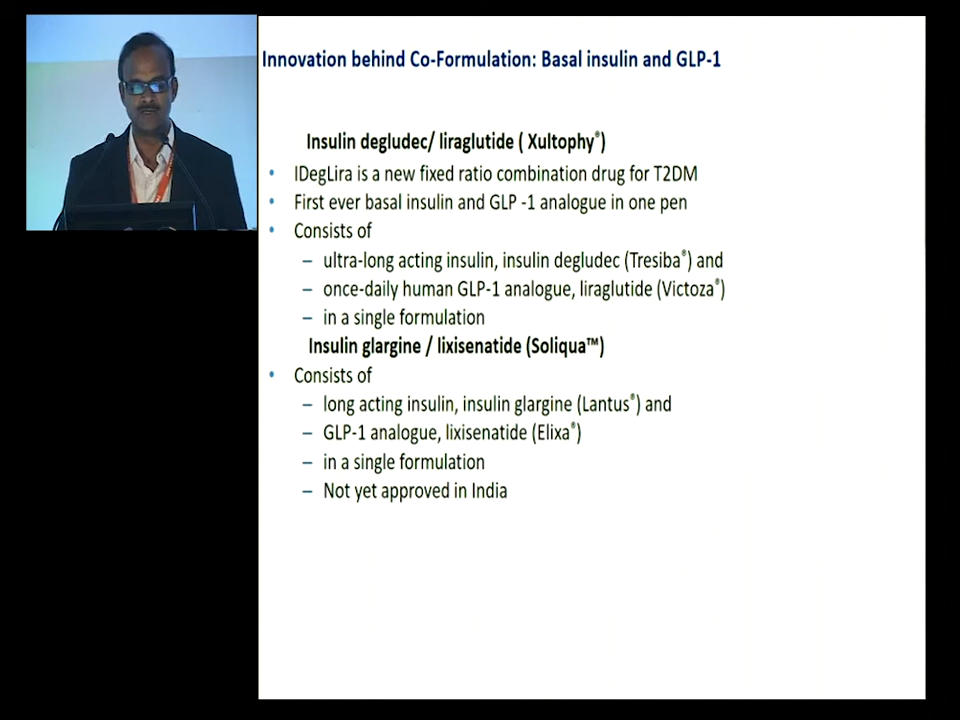 Innovation behind Co-Formulation: Basal insulin and GLP-1
Insulin degludec/ liraglutide ( Xultophy®)
• IDegLira is a new fixed ratio combination drug for T2DM
• First ever basal insulin and GLP -1 analogue in one pen
• Consists of
– ultra-long acting insulin, insulin degludec (Tresiba®) and
– once-daily human GLP-1 analogue, liraglutide (Victoza®)
– in a single formulation
Insulin glargine / lixisenatide (Soliqua™)
• Consists of
– long acting insulin, insulin glargine (Lantus®) and
– GLP-1 analogue, lixisenatide (Elixa®)
– in a single formulation
– Not yet approved in India